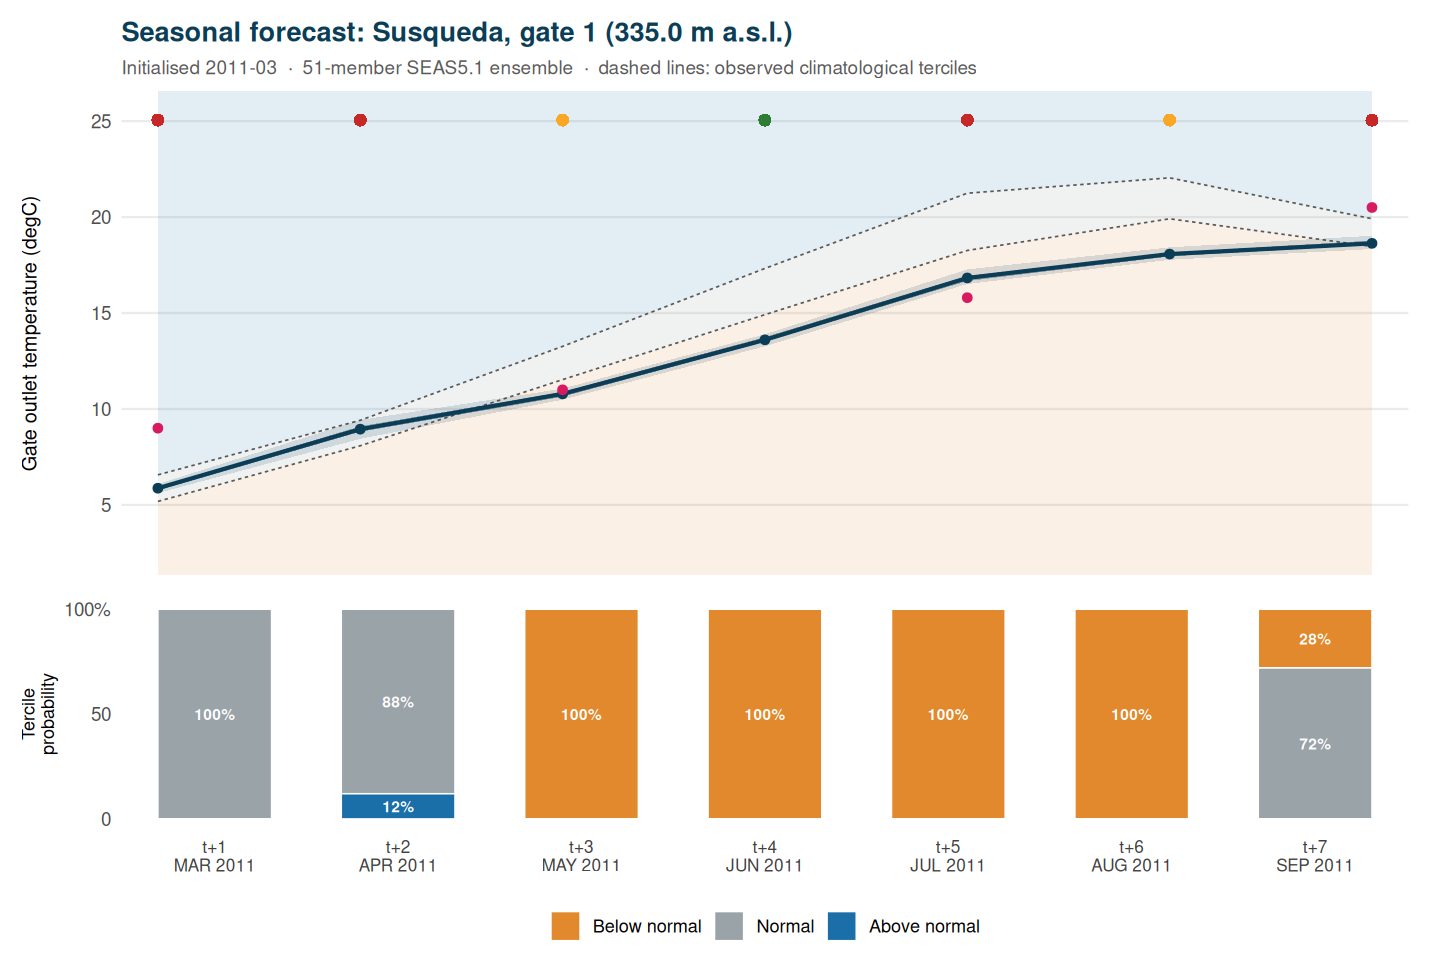 Seasonal forecast: Susqueda, gate 1 (335.0 m a.s.l.)
Initialised 2011-03 · 51-member SEAS5.1 ensemble · dashed lines: observed climatological terciles
Gate outlet temperature (degC)
25
20
15
10
5
Tercile
probability
100%
50
0
100%
88%
12%
100%
100%
100%
100%
28%
72%
t+1
MAR 2011
t+2
APR 2011
t+3
MAY 2011
t+4
JUN 2011
t+5
JUL 2011
t+6
AUG 2011
t+7
SEP 2011
Below normal
Normal
Above normal